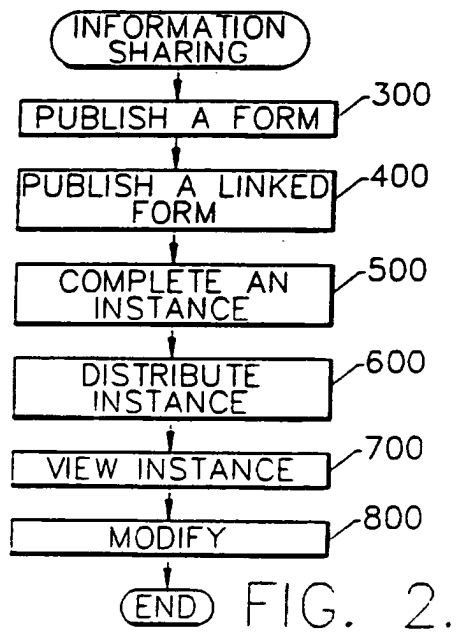 INFORMATION
SHARING
300
PUBLISH A FORM
400
PUBLISH A LINKED
FORM
500
COMPLETE AN
INSTANCE
600
DISTRIBUTE
INSTANCE
700
VIEW INSTANCE
800
MODIFY
END
FIG. 2.